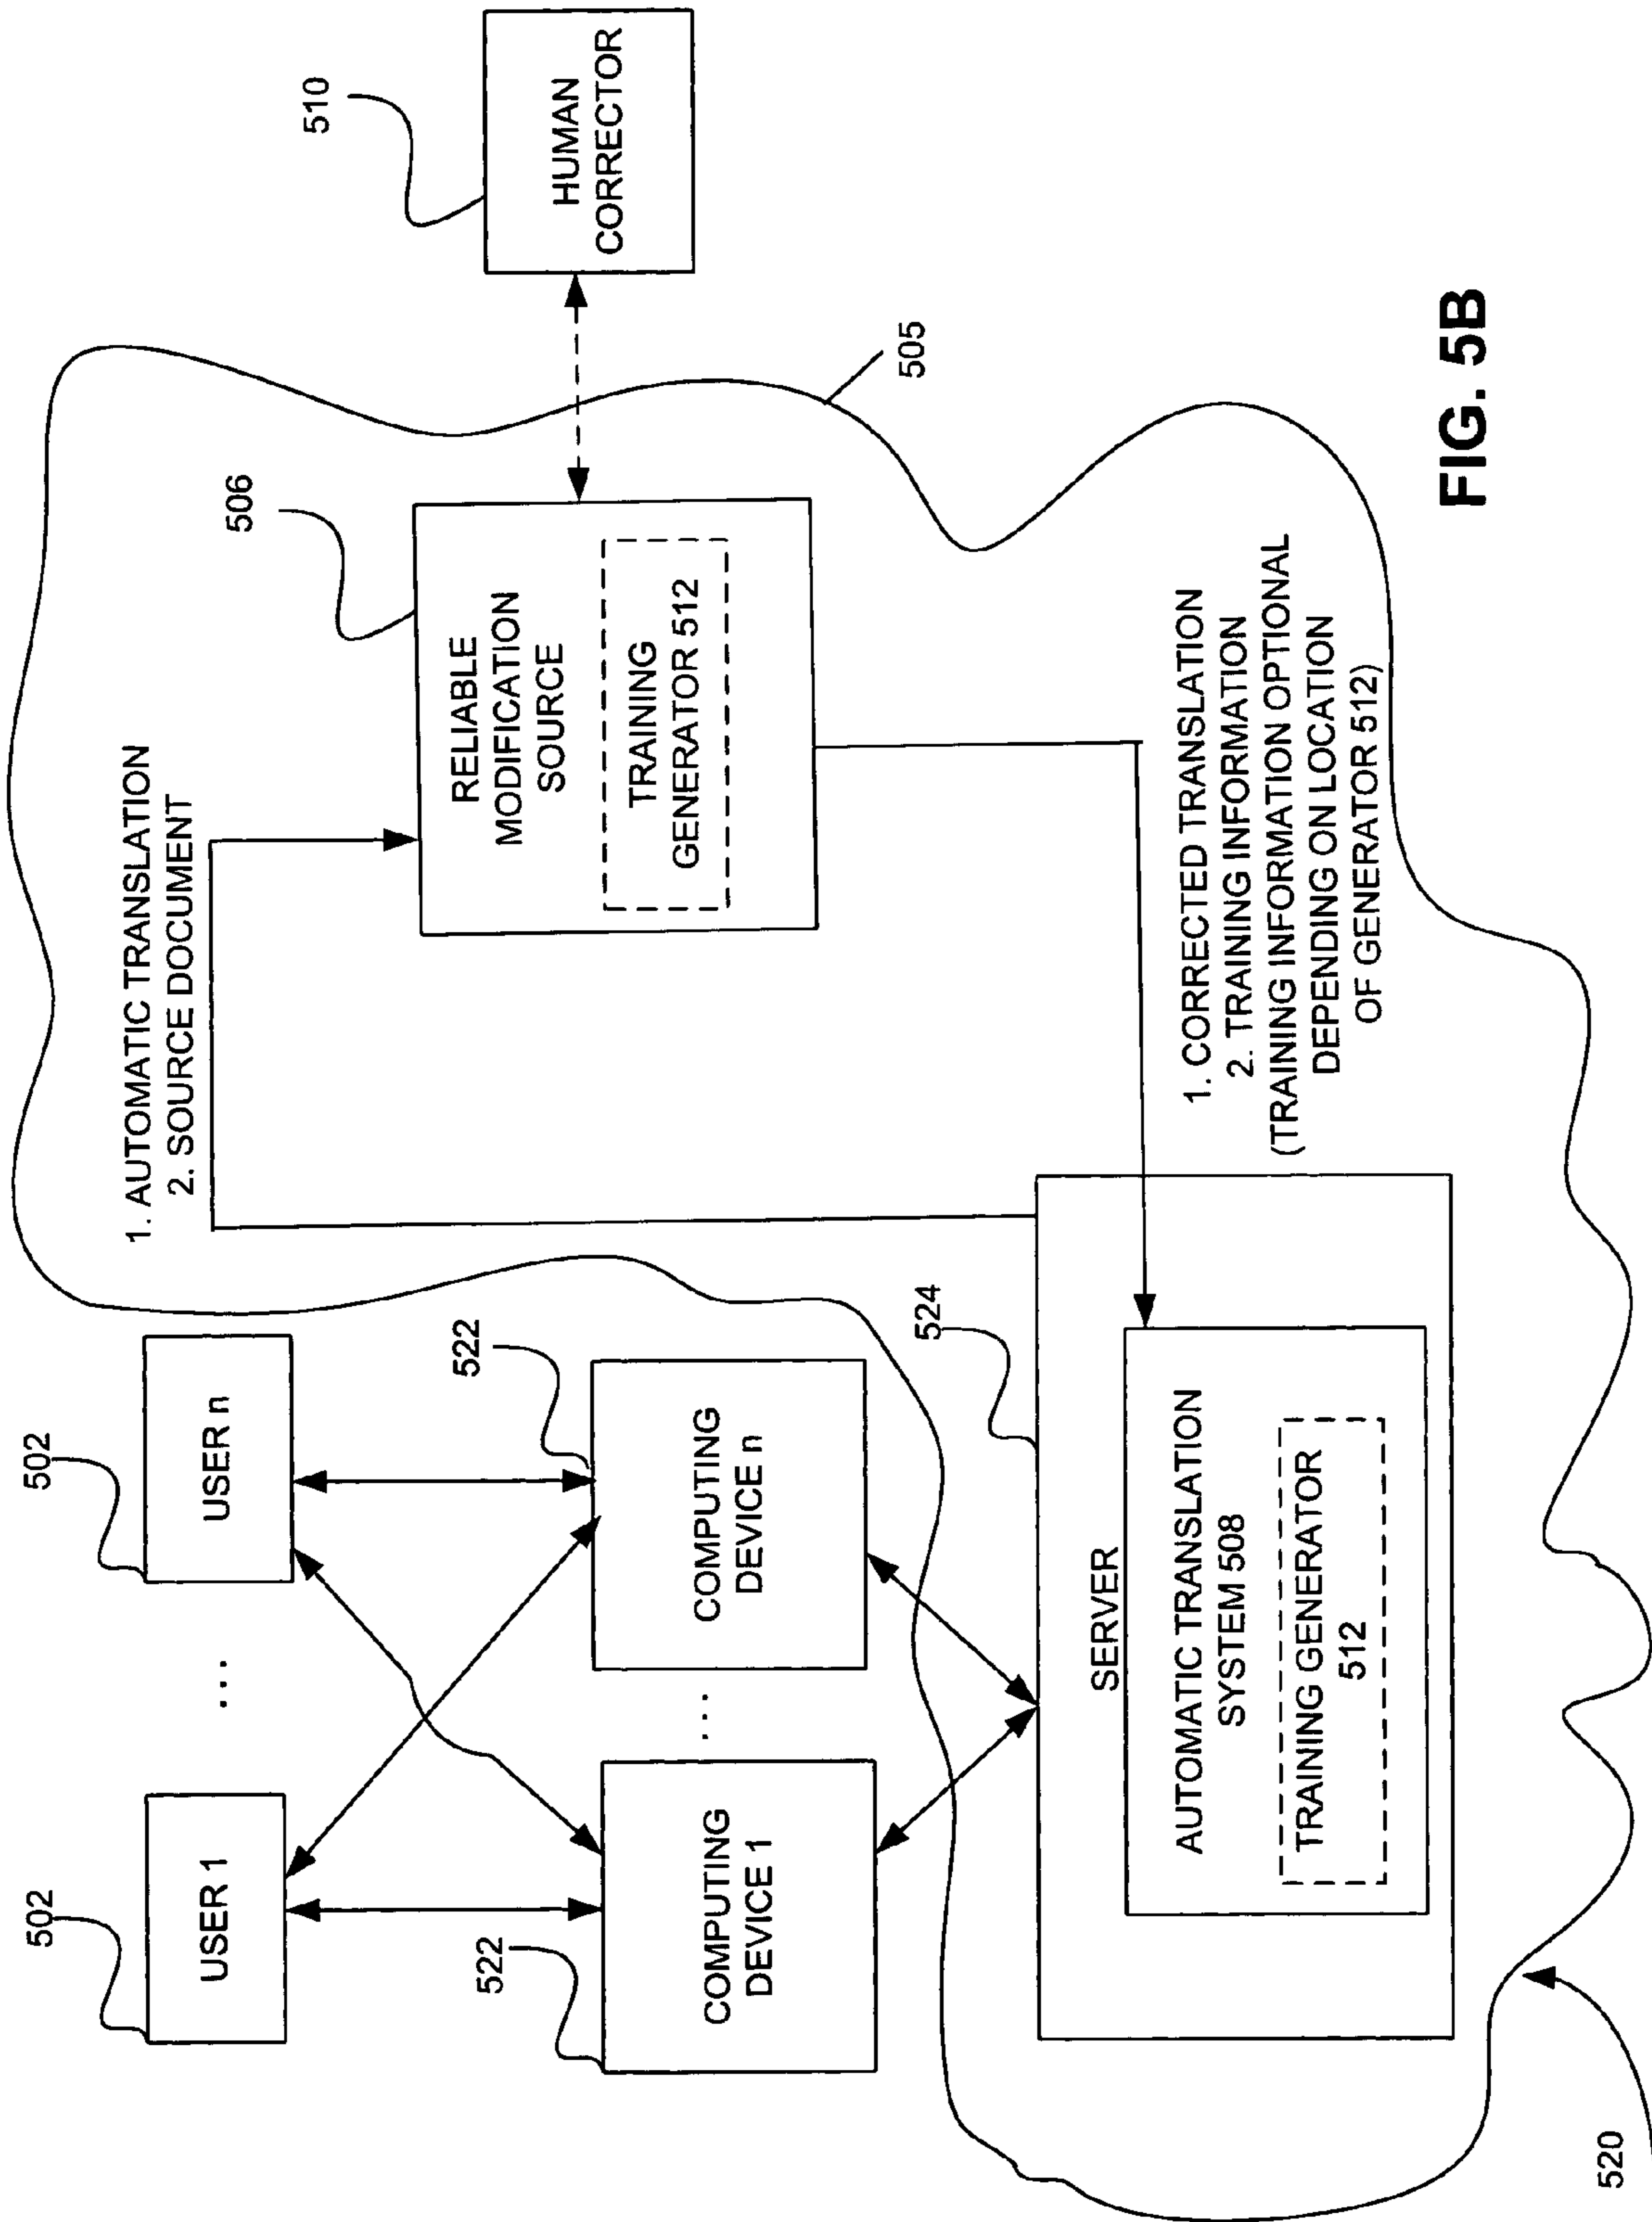 502
USER 1
...
502
USER n
522
COMPUTING
DEVICE 1
...
522
COMPUTING
DEVICE n
1. AUTOMATIC TRANSLATION
2. SOURCE DOCUMENT
506
RELIABLE
MODIFICATION
SOURCE
TRAINING
GENERATOR 512
510
HUMAN
CORRECTOR
505
524
SERVER
AUTOMATIC TRANSLATION
SYSTEM 508
TRAINING GENERATOR
512
1. CORRECTED TRANSLATION
2. TRAINING INFORMATION
(TRAINING INFORMATION OPTIONAL
DEPENDING ON LOCATION
OF GENERATOR 512)
520
FIG. 5B